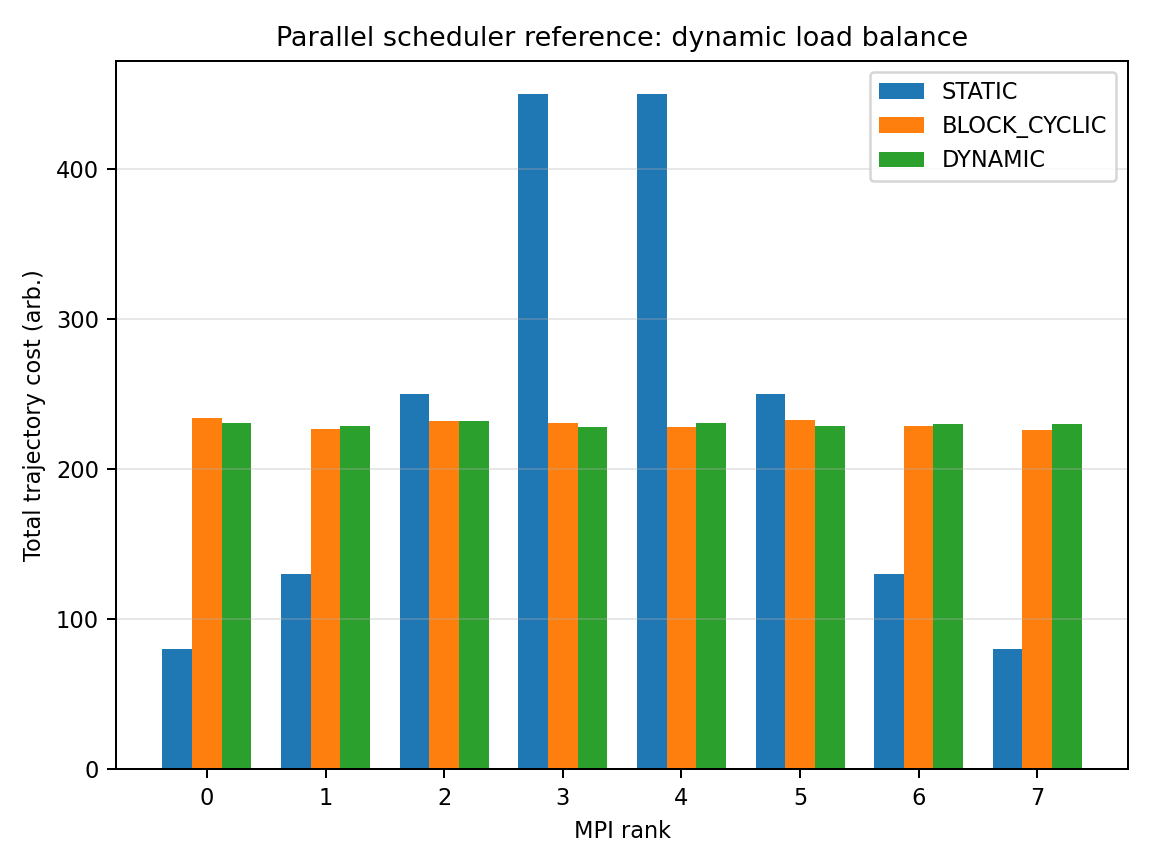 Parallel scheduler reference: dynamic load balance
STATIC
BLOCK_CYCLIC
DYNAMIC
Total trajectory cost (arb.)
400
300
200
100
0
0 1 2 3 4 5 6 7
MPI rank